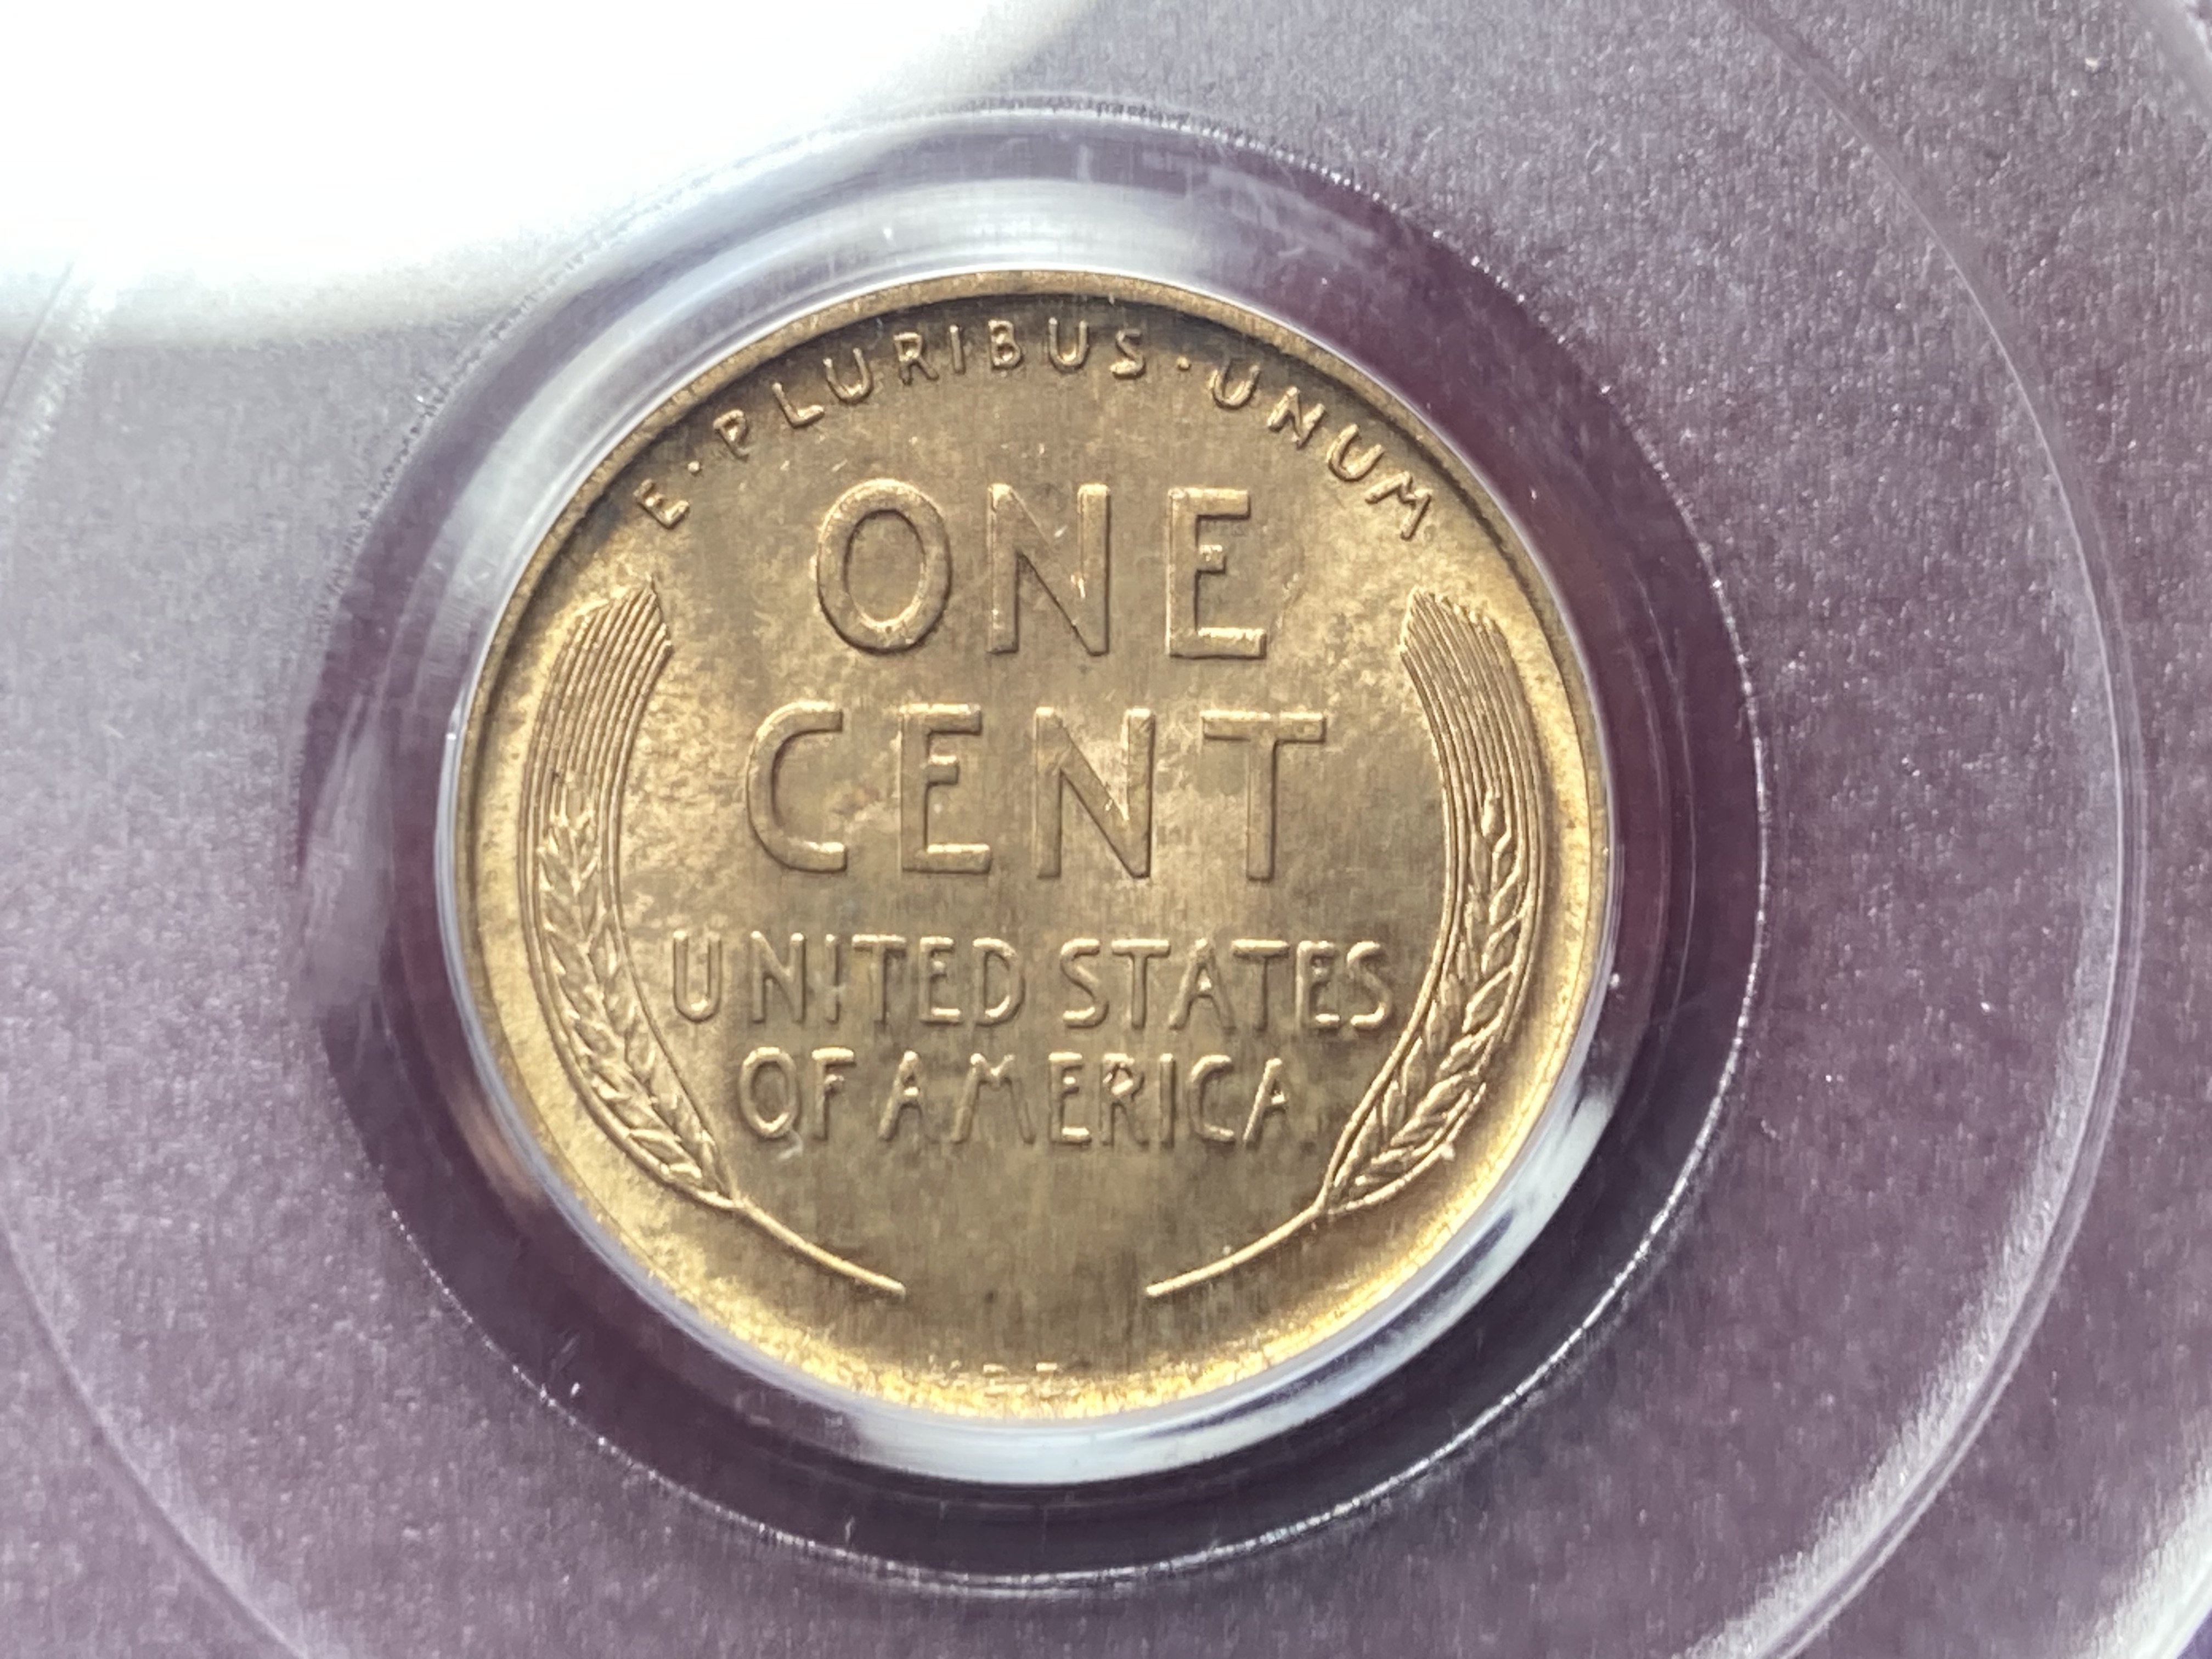 E·PLURIBUS·UNUM
ONE
CENT
UNITED STATES
OF AMERICA